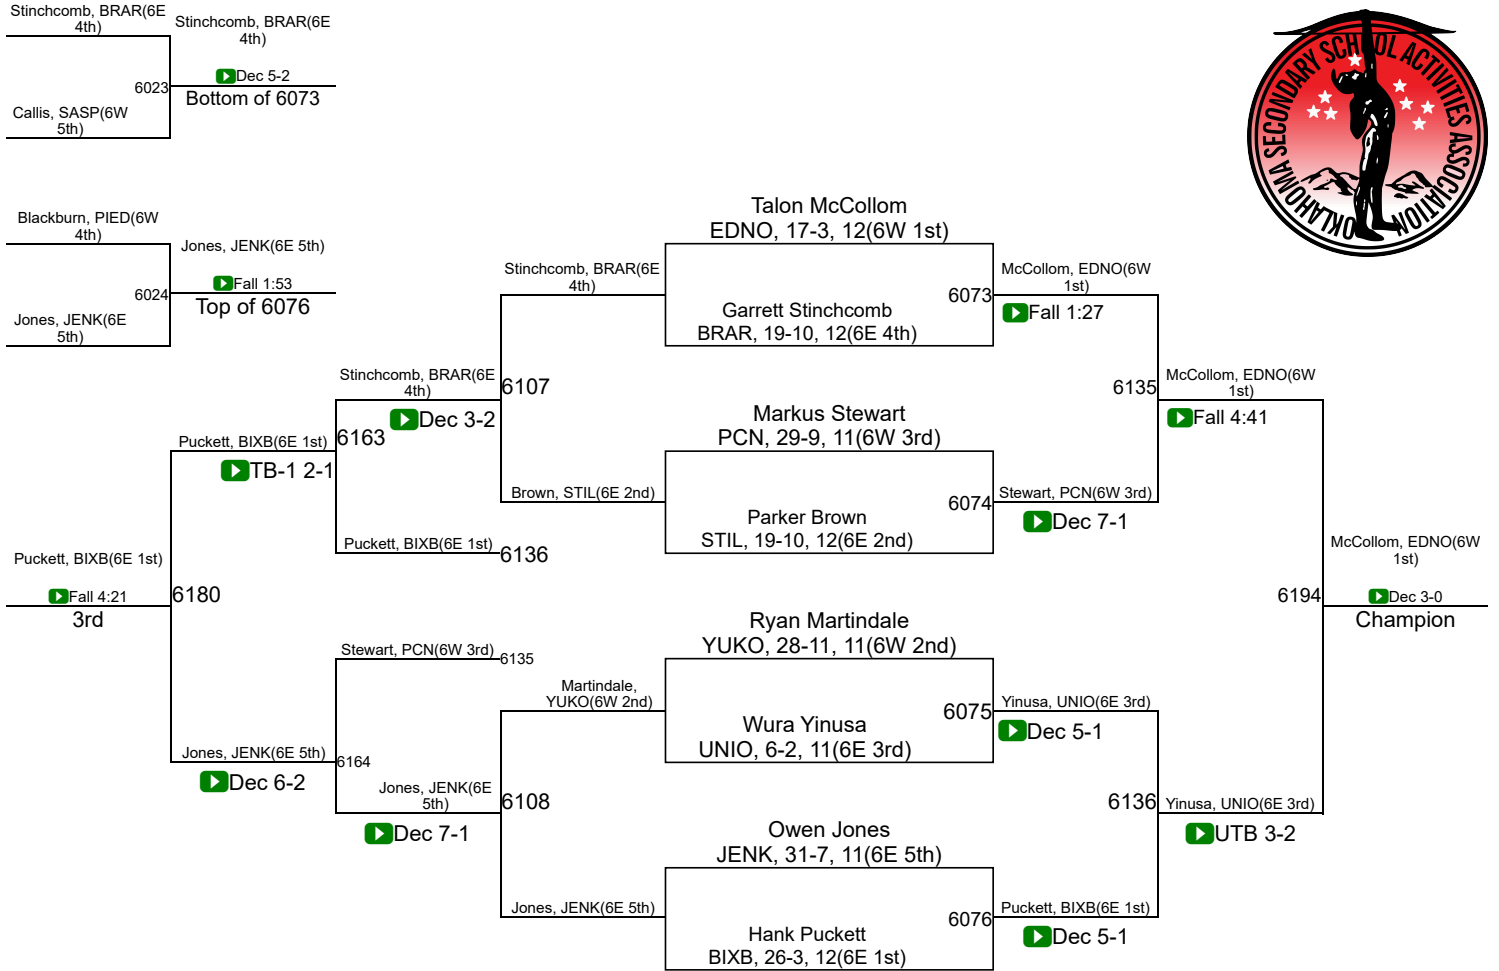 Stinchcomb, BRAR(6E
4th)
Stinchcomb, BRAR(6E
4th)
6023
Dec 5-2
Bottom of 6073
Callis, SASP(6W
5th)
OKLAHOMA SECONDARY SCHOOL ACTIVITIES ASSOCIATION
Blackburn, PIED(6W
4th)
Jones, JENK(6E 5th)
6024
Fall 1:53
Top of 6076
Jones, JENK(6E
5th)
Talon McCollom
EDNO, 17-3, 12(6W 1st)
Stinchcomb, BRAR(6E
4th)
6073
McCollom, EDNO(6W
1st)
Fall 1:27
Garrett Stinchcomb
BRAR, 19-10, 12(6E 4th)
Stinchcomb, BRAR(6E
4th)
6107
Dec 3-2
6135
McCollom, EDNO(6W
1st)
Fall 4:41
Markus Stewart
PCN, 29-9, 11(6W 3rd)
Puckett, BIXB(6E 1st)
6163
TB-1 2-1
Brown, STIL(6E 2nd)
6074
Stewart, PCN(6W 3rd)
Dec 7-1
Parker Brown
STIL, 19-10, 12(6E 2nd)
Puckett, BIXB(6E 1st)
6136
Puckett, BIXB(6E 1st)
Fall 4:21
3rd
6180
6194
McCollom, EDNO(6W
1st)
Dec 3-0
Champion
Ryan Martindale
YUKO, 28-11, 11(6W 2nd)
Stewart, PCN(6W 3rd)
6135
Martindale,
YUKO(6W 2nd)
6075
Yinusa, UNIO(6E 3rd)
Dec 5-1
Wura Yinusa
UNIO, 6-2, 11(6E 3rd)
Jones, JENK(6E 5th)
6164
Dec 6-2
Jones, JENK(6E
5th)
6108
Dec 7-1
6136
Yinusa, UNIO(6E 3rd)
UTB 3-2
Owen Jones
JENK, 31-7, 11(6E 5th)
Jones, JENK(6E 5th)
6076
Puckett, BIXB(6E 1st)
Dec 5-1
Hank Puckett
BIXB, 26-3, 12(6E 1st)